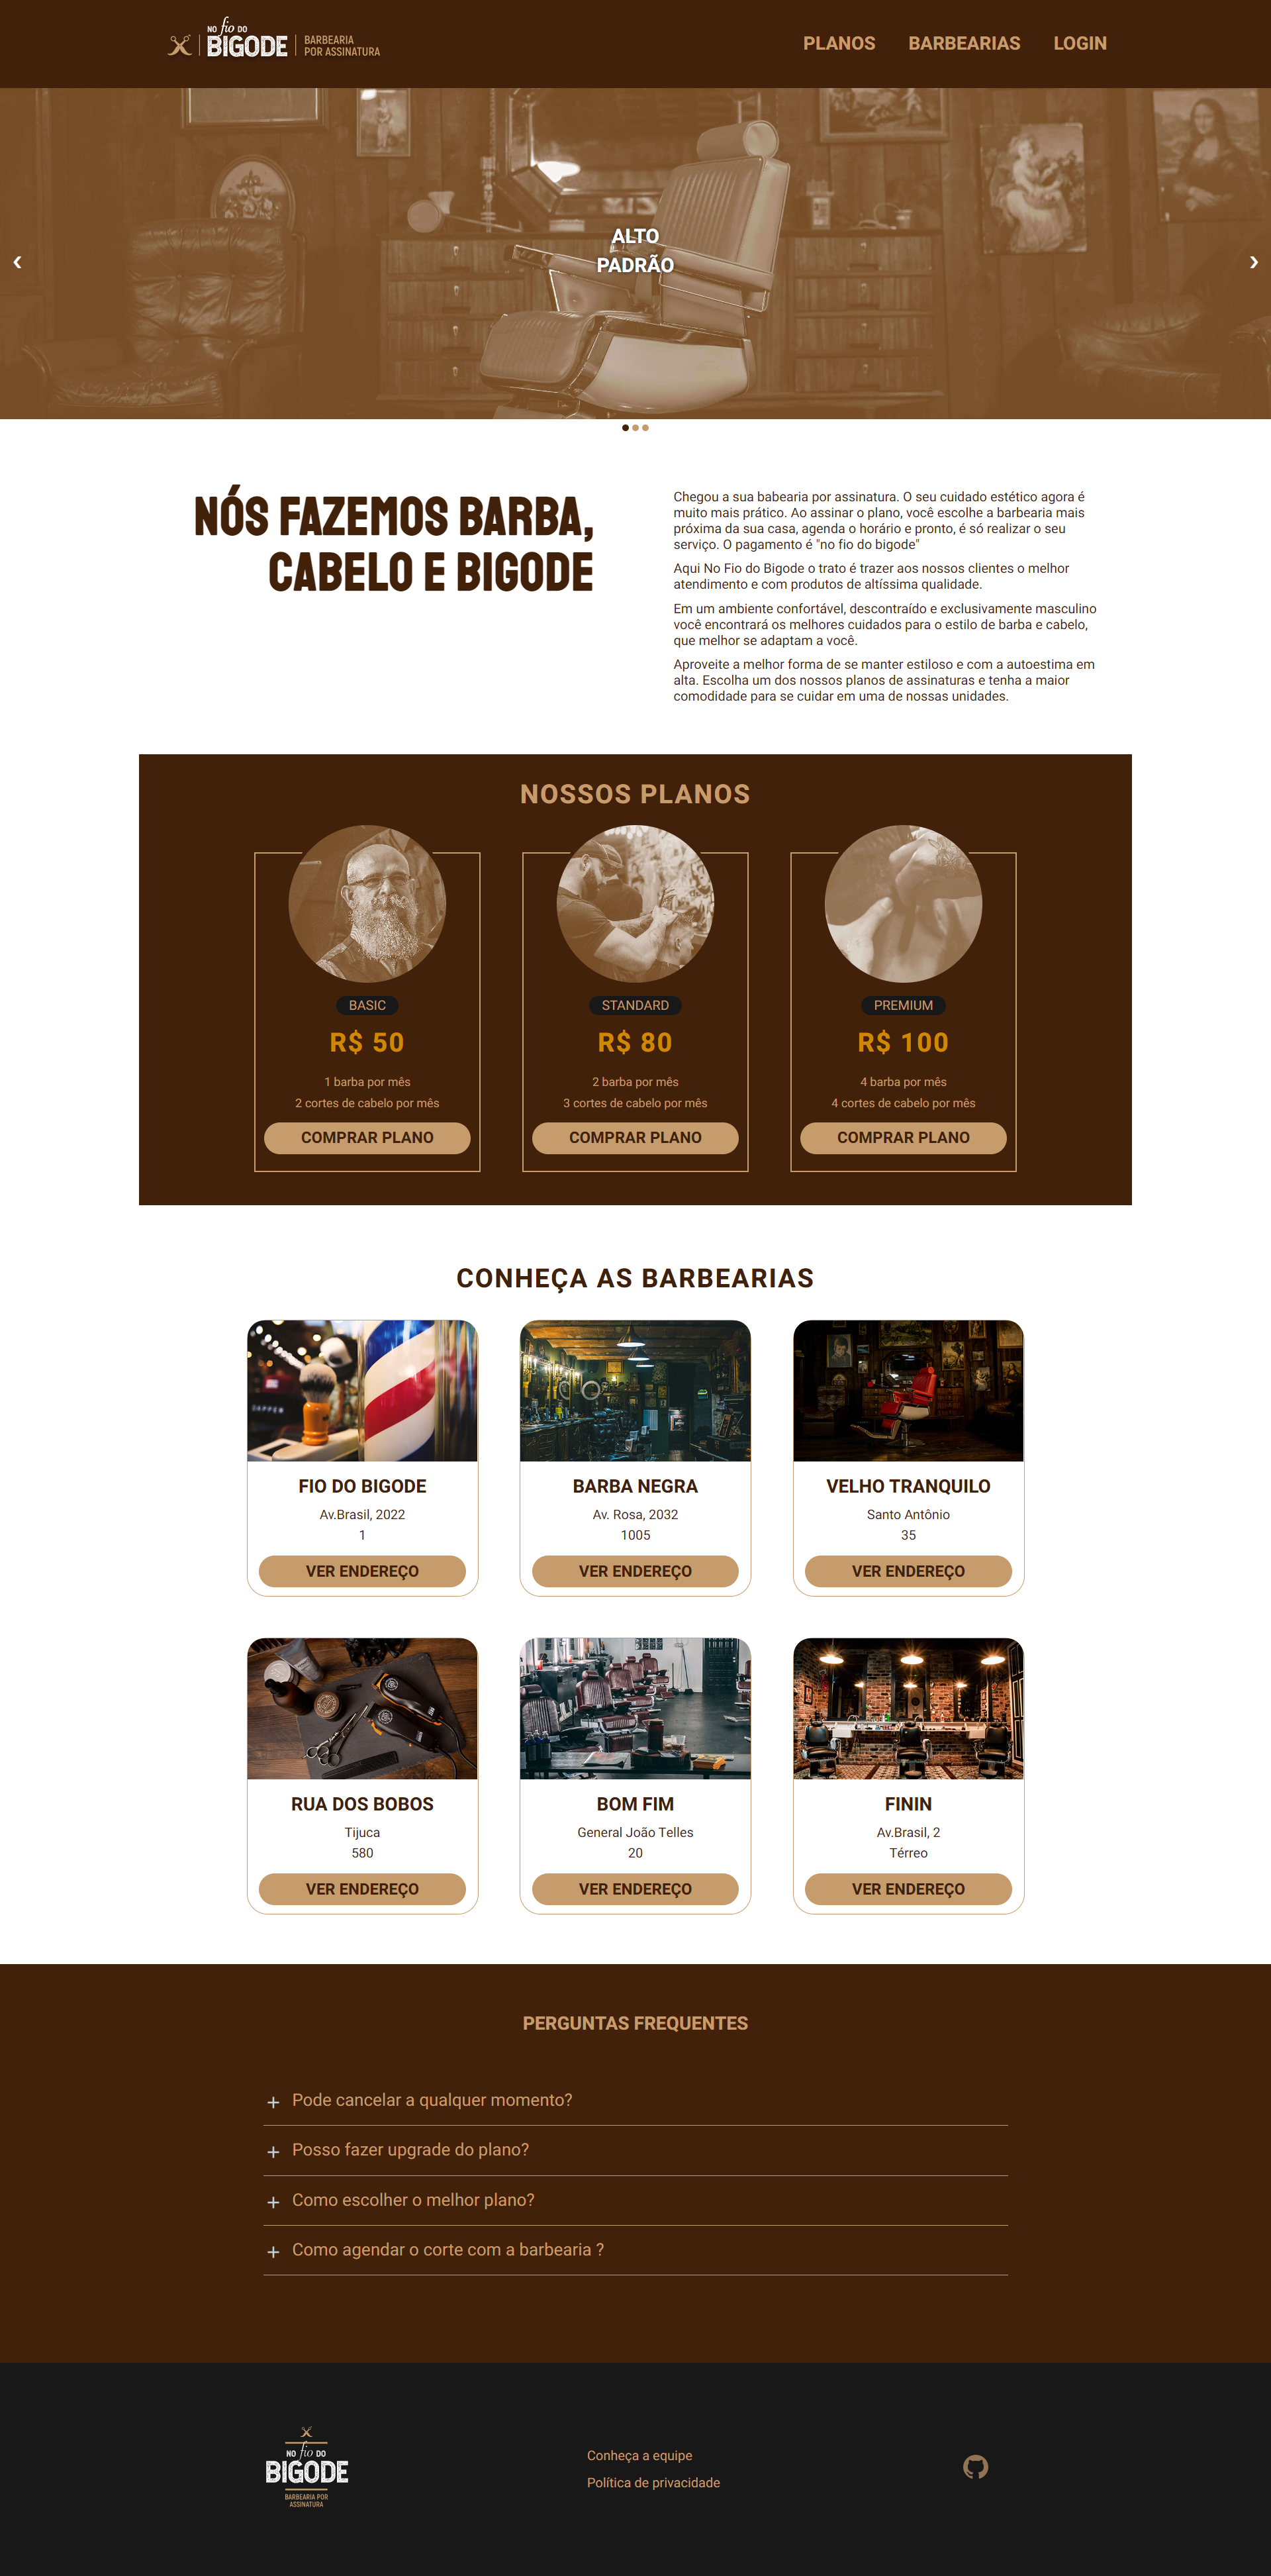 NO fio DO
BIGODE
BARBEARIA
POR ASSINATURA
PLANOS BARBEARIAS LOGIN
ALTO
PADRÃO
❮ ❯
NÓS FAZEMOS BARBA,
CABELO E BIGODE
Chegou a sua babearia por assinatura. O seu cuidado estético agora é
muito mais prático. Ao assinar o plano, você escolhe a barbearia mais
próxima da sua casa, agenda o horário e pronto, é só realizar o seu
serviço. O pagamento é "no fio do bigode"
Aqui No Fio do Bigode o trato é trazer aos nossos clientes o melhor
atendimento e com produtos de altíssima qualidade.
Em um ambiente confortável, descontraído e exclusivamente masculino
você encontrará os melhores cuidados para o estilo de barba e cabelo,
que melhor se adaptam a você.
Aproveite a melhor forma de se manter estiloso e com a autoestima em
alta. Escolha um dos nossos planos de assinaturas e tenha a maior
comodidade para se cuidar em uma de nossas unidades.
NOSSOS PLANOS
BASIC
R$ 50
1 barba por mês
2 cortes de cabelo por mês
COMPRAR PLANO
STANDARD
R$ 80
2 barba por mês
3 cortes de cabelo por mês
COMPRAR PLANO
PREMIUM
R$ 100
4 barba por mês
4 cortes de cabelo por mês
COMPRAR PLANO
CONHEÇA AS BARBEARIAS
DAPPER
FIO DO BIGODE
Av.Brasil, 2022
1
VER ENDEREÇO
BARBA NEGRA
Av. Rosa, 2032
1005
VER ENDEREÇO
VELHO TRANQUILO
Santo Antônio
35
VER ENDEREÇO
RUA DOS BOBOS
Tijuca
580
VER ENDEREÇO
BOM FIM
General João Telles
20
VER ENDEREÇO
FININ
Av.Brasil, 2
Térreo
VER ENDEREÇO
PERGUNTAS FREQUENTES
+ Pode cancelar a qualquer momento?
+ Posso fazer upgrade do plano?
+ Como escolher o melhor plano?
+ Como agendar o corte com a barbearia ?
NO fio DO
BIGODE
BARBEARIA POR
ASSINATURA
Conheça a equipe
Política de privacidade